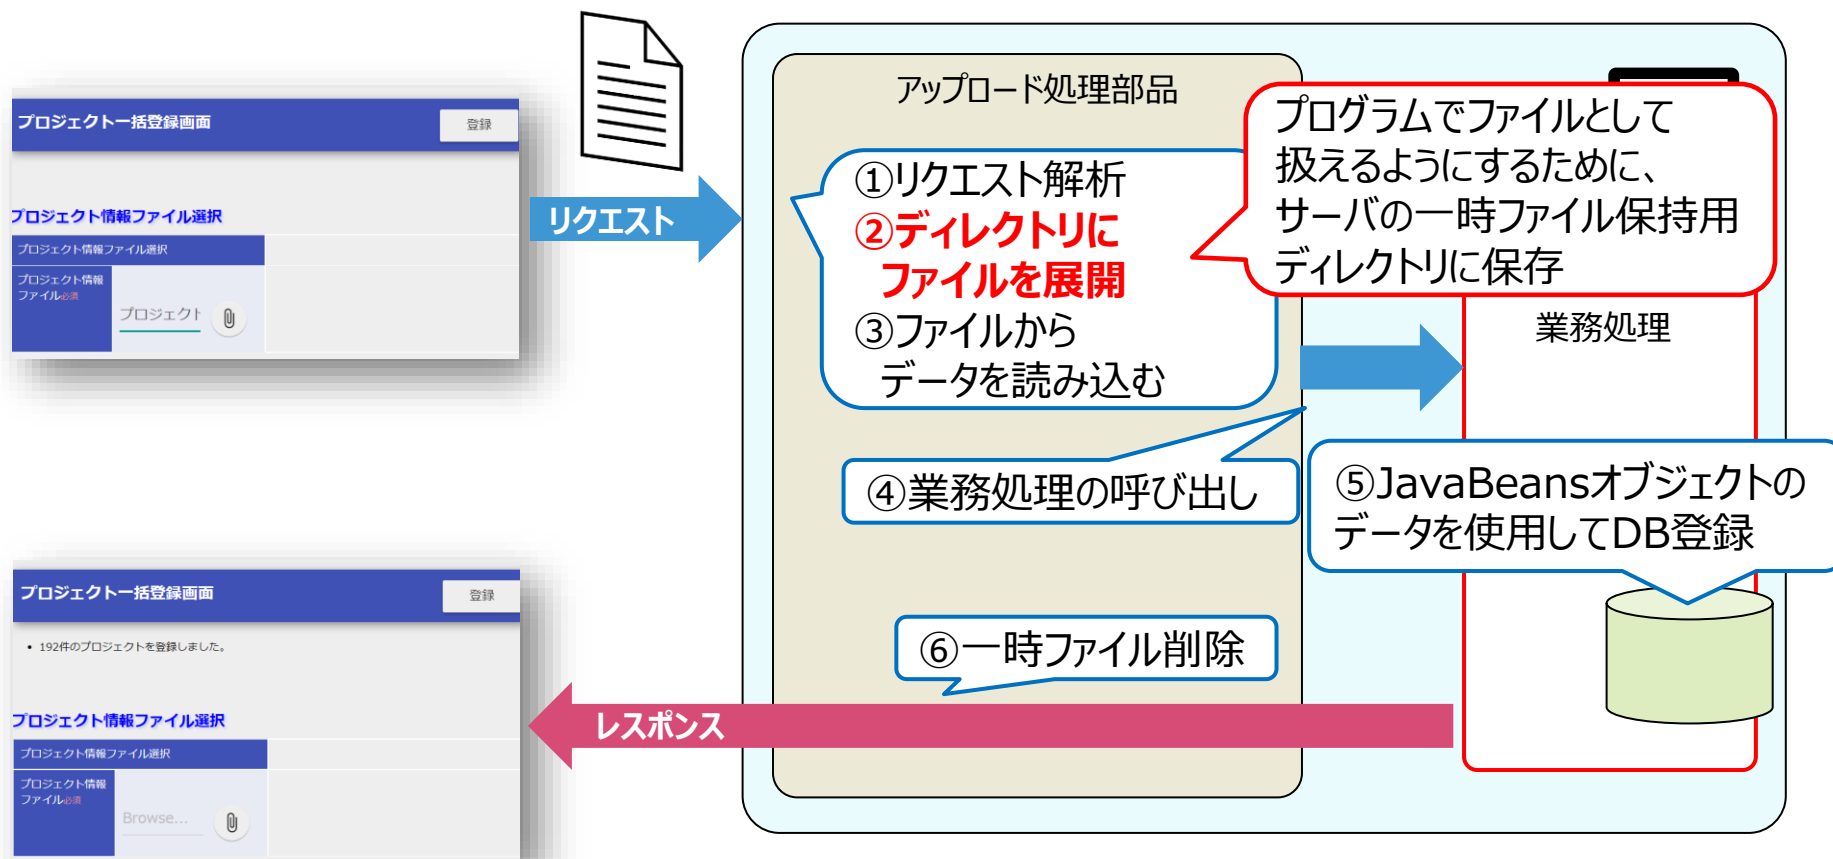 プロジェクト一括登録画面
登録
プロジェクト情報ファイル選択
プロジェクト情報ファイル選択
プロジェクト情報
ファイル必須
プロジェクト
リクエスト
アップロード処理部品
①リクエスト解析
②ディレクトリに
ファイルを展開
③ファイルから
データを読み込む
プログラムでファイルとして
扱えるようにするために、
サーバの一時ファイル保持用
ディレクトリに保存
業務処理
④業務処理の呼び出し
⑤JavaBeansオブジェクトの
データを使用してDB登録
⑥一時ファイル削除
レスポンス
プロジェクト一括登録画面
登録
• 192件のプロジェクトを登録しました。
プロジェクト情報ファイル選択
プロジェクト情報ファイル選択
プロジェクト情報
ファイル必須
Browse...